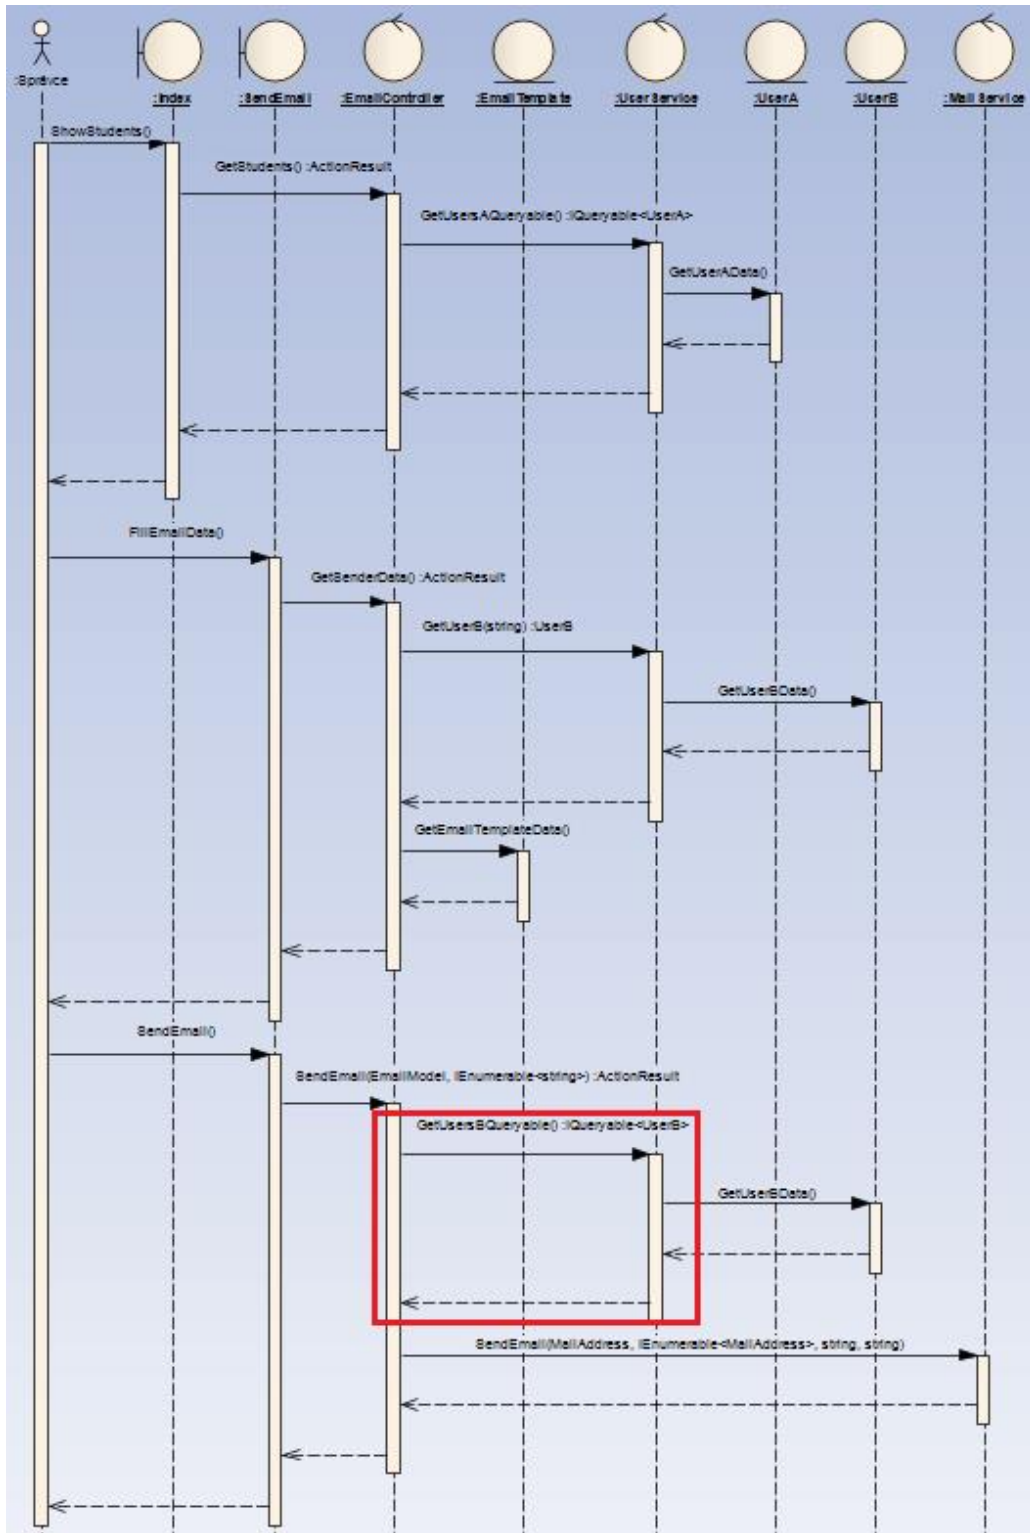 :Správce
:Index
:SendEmail
:EmailController
:EmailTemplate
:UserService
:UserA
:UserB
:MailService
ShowStudents()
GetStudents() :ActionResult
GetUsersAQueryable() :IQueryable<UserA>
GetUserAData()
FillEmailData()
GetSenderData() :ActionResult
GetUserB(string) :UserB
GetUserBData()
GetEmailTemplateData()
SendEmail()
SendEmail(EmailModel, IEnumerable<string>) :ActionResult
GetUsersBQueryable() :IQueryable<UserB>
GetUserBData()
SendEmail(MailAddress, IEnumerable<MailAddress>, string, string)